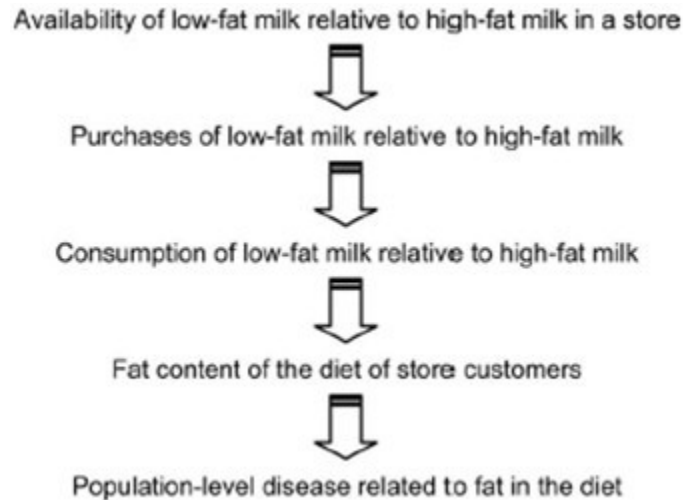 Availability of low-fat milk relative to high-fat milk in a store
Purchases of low-fat milk relative to high-fat milk
Consumption of low-fat milk relative to high-fat milk
Fat content of the diet of store customers
Population-level disease related to fat in the diet